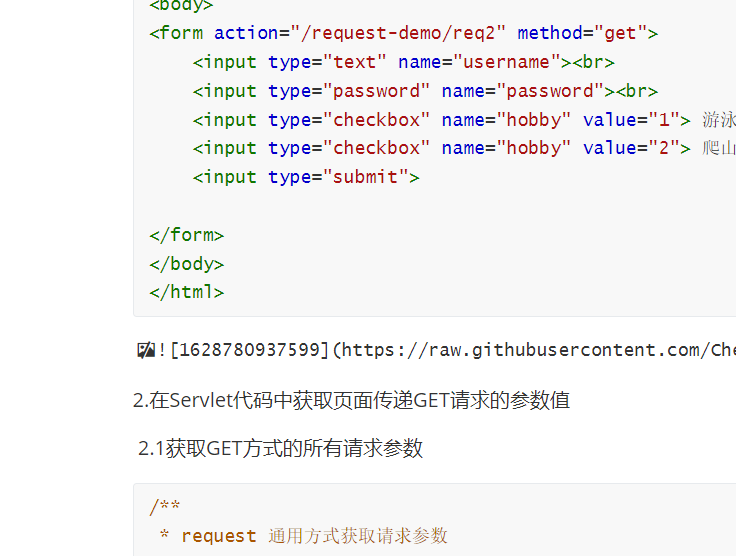 <body>
<form action="/request-demo/req2" method="get">
<input type="text" name="username"><br>
<input type="password" name="password"><br>
<input type="checkbox" name="hobby" value="1"> 游泳
<input type="checkbox" name="hobby" value="2"> 爬山
<input type="submit">
</form>
</body>
</html>
![1628780937599](https://raw.githubusercontent.com/Che
2.在Servlet代码中获取页面传递GET请求的参数值
2.1获取GET方式的所有请求参数
/**
* request 通用方式获取请求参数